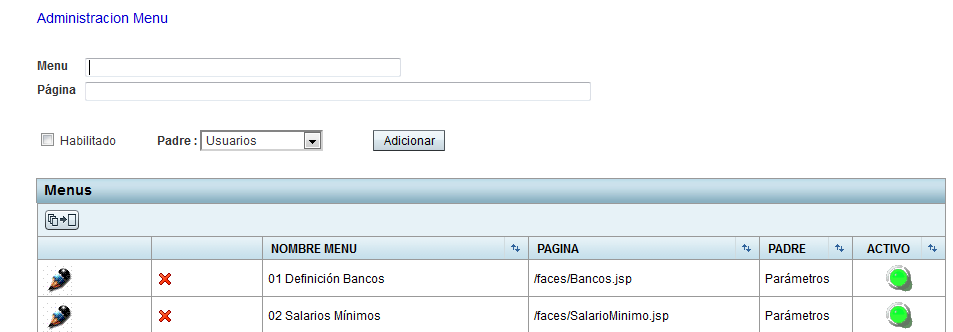 Administracion Menu
Menu
Página
Habilitado Padre : Usuarios Adicionar
Menus
NOMBRE MENU PAGINA PADRE ACTIVO
01 Definición Bancos /faces/Bancos.jsp Parámetros
02 Salarios Mínimos /faces/SalarioMinimo.jsp Parámetros